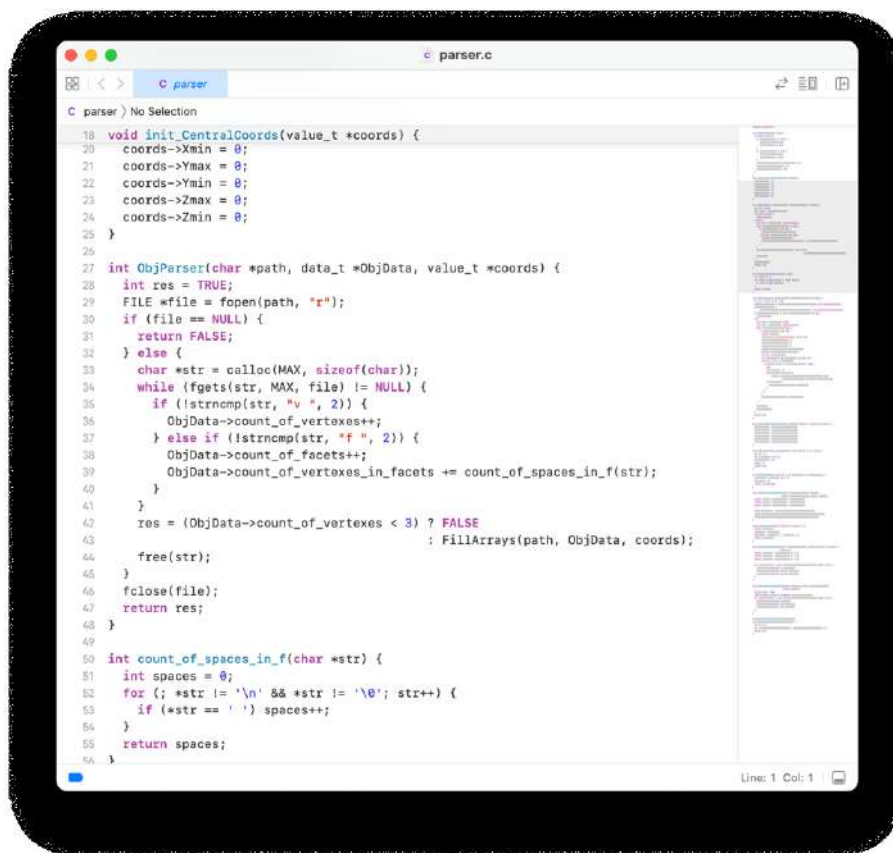 C parser.c
C parser
C parser › No Selection
18 void init_CentralCoords(value_t *coords) {
20   coords->Xmin = 0;
21   coords->Ymax = 0;
22   coords->Ymin = 0;
23   coords->Zmax = 0;
24   coords->Zmin = 0;
25 }
26
27 int ObjParser(char *path, data_t *ObjData, value_t *coords) {
28   int res = TRUE;
29   FILE *file = fopen(path, "r");
30   if (file == NULL) {
31     return FALSE;
32   } else {
33     char *str = calloc(MAX, sizeof(char));
34     while (fgets(str, MAX, file) != NULL) {
35       if (!strncmp(str, "v ", 2)) {
36         ObjData->count_of_vertexes++;
37       } else if (!strncmp(str, "f ", 2)) {
38         ObjData->count_of_facets++;
39         ObjData->count_of_vertexes_in_facets += count_of_spaces_in_f(str);
40       }
41     }
42     res = (ObjData->count_of_vertexes < 3) ? FALSE
43                                            : FillArrays(path, ObjData, coords);
44     free(str);
45   }
46   fclose(file);
47   return res;
48 }
49
50 int count_of_spaces_in_f(char *str) {
51   int spaces = 0;
52   for (; *str != '\n' && *str != '\0'; str++) {
53     if (*str == ' ') spaces++;
54   }
55   return spaces;
56 }
Line: 1 Col: 1